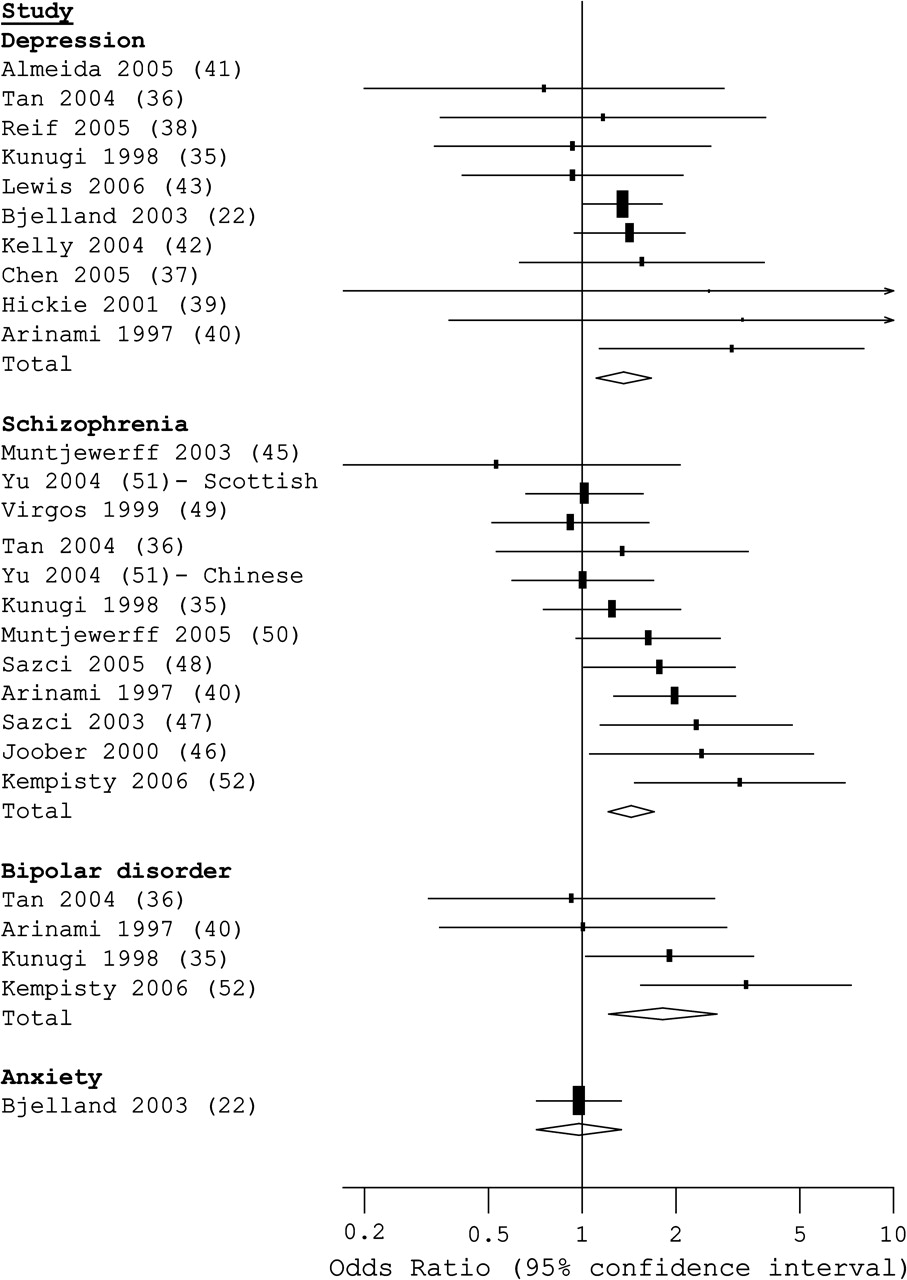 Study
Depression
Almeida 2005 (41)
Tan 2004 (36)
Reif 2005 (38)
Kunugi 1998 (35)
Lewis 2006 (43)
Bjelland 2003 (22)
Kelly 2004 (42)
Chen 2005 (37)
Hickie 2001 (39)
Arinami 1997 (40)
Total
Schizophrenia
Muntjewerff 2003 (45)
Yu 2004 (51)- Scottish
Virgos 1999 (49)
Tan 2004 (36)
Yu 2004 (51)- Chinese
Kunugi 1998 (35)
Muntjewerff 2005 (50)
Sazci 2005 (48)
Arinami 1997 (40)
Sazci 2003 (47)
Joober 2000 (46)
Kempisty 2006 (52)
Total
Bipolar disorder
Tan 2004 (36)
Arinami 1997 (40)
Kunugi 1998 (35)
Kempisty 2006 (52)
Total
Anxiety
Bjelland 2003 (22)
0.2 0.5 1 2 5 10
Odds Ratio (95% confidence interval)